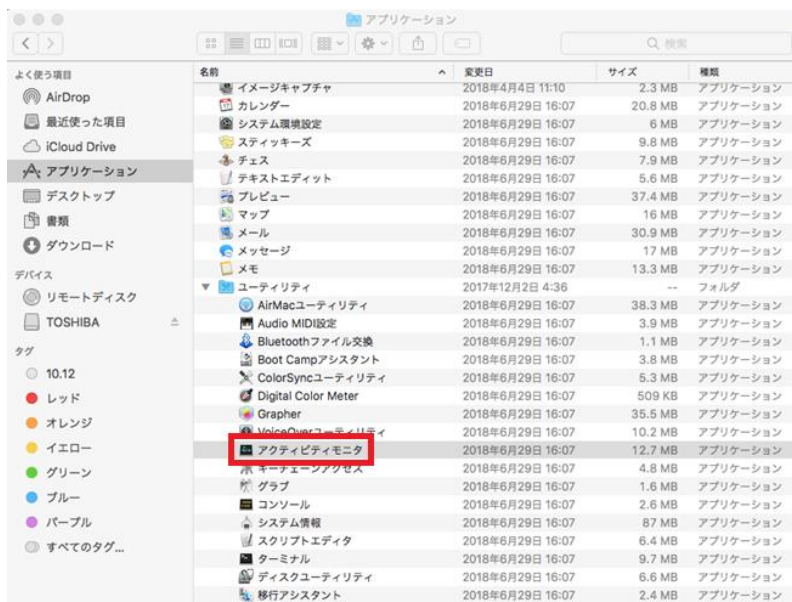 アプリケーション
検索
よく使う項目
AirDrop
最近使った項目
iCloud Drive
アプリケーション
デスクトップ
書類
ダウンロード
デバイス
リモートディスク
TOSHIBA
タグ
10.12
レッド
オレンジ
イエロー
グリーン
ブルー
パープル
すべてのタグ...
名前 変更日 サイズ 種類
イメージキャプチャ 2018年4月4日 11:10 2.3 MB アプリケーション
カレンダー 2018年6月29日 16:07 20.8 MB アプリケーション
システム環境設定 2018年6月29日 16:07 6 MB アプリケーション
スティッキーズ 2018年6月29日 16:07 9.8 MB アプリケーション
チェス 2018年6月29日 16:07 7.9 MB アプリケーション
テキストエディット 2018年6月29日 16:07 5.6 MB アプリケーション
プレビュー 2018年6月29日 16:07 37.4 MB アプリケーション
マップ 2018年6月29日 16:07 16 MB アプリケーション
メール 2018年6月29日 16:07 30.9 MB アプリケーション
メッセージ 2018年6月29日 16:07 17 MB アプリケーション
メモ 2018年6月29日 16:07 13.3 MB アプリケーション
ユーティリティ 2017年12月2日 4:36 -- フォルダ
AirMacユーティリティ 2018年6月29日 16:07 38.3 MB アプリケーション
Audio MIDI設定 2018年6月29日 16:07 3.9 MB アプリケーション
Bluetoothファイル交換 2018年6月29日 16:07 1.1 MB アプリケーション
Boot Campアシスタント 2018年6月29日 16:07 3.8 MB アプリケーション
ColorSyncユーティリティ 2018年6月29日 16:07 5.3 MB アプリケーション
Digital Color Meter 2018年6月29日 16:07 509 KB アプリケーション
Grapher 2018年6月29日 16:07 35.5 MB アプリケーション
VoiceOverユーティリティ 2018年6月29日 16:07 10.2 MB アプリケーション
アクティビティモニタ 2018年6月29日 16:07 12.7 MB アプリケーション
キーチェーンアクセス 2018年6月29日 16:07 4.8 MB アプリケーション
グラブ 2018年6月29日 16:07 1.6 MB アプリケーション
コンソール 2018年6月29日 16:07 2.6 MB アプリケーション
システム情報 2018年6月29日 16:07 87 MB アプリケーション
スクリプトエディタ 2018年6月29日 16:07 6.4 MB アプリケーション
ターミナル 2018年6月29日 16:07 9.7 MB アプリケーション
ディスクユーティリティ 2018年6月29日 16:07 6.6 MB アプリケーション
移行アシスタント 2018年6月29日 16:07 2.4 MB アプリケーション